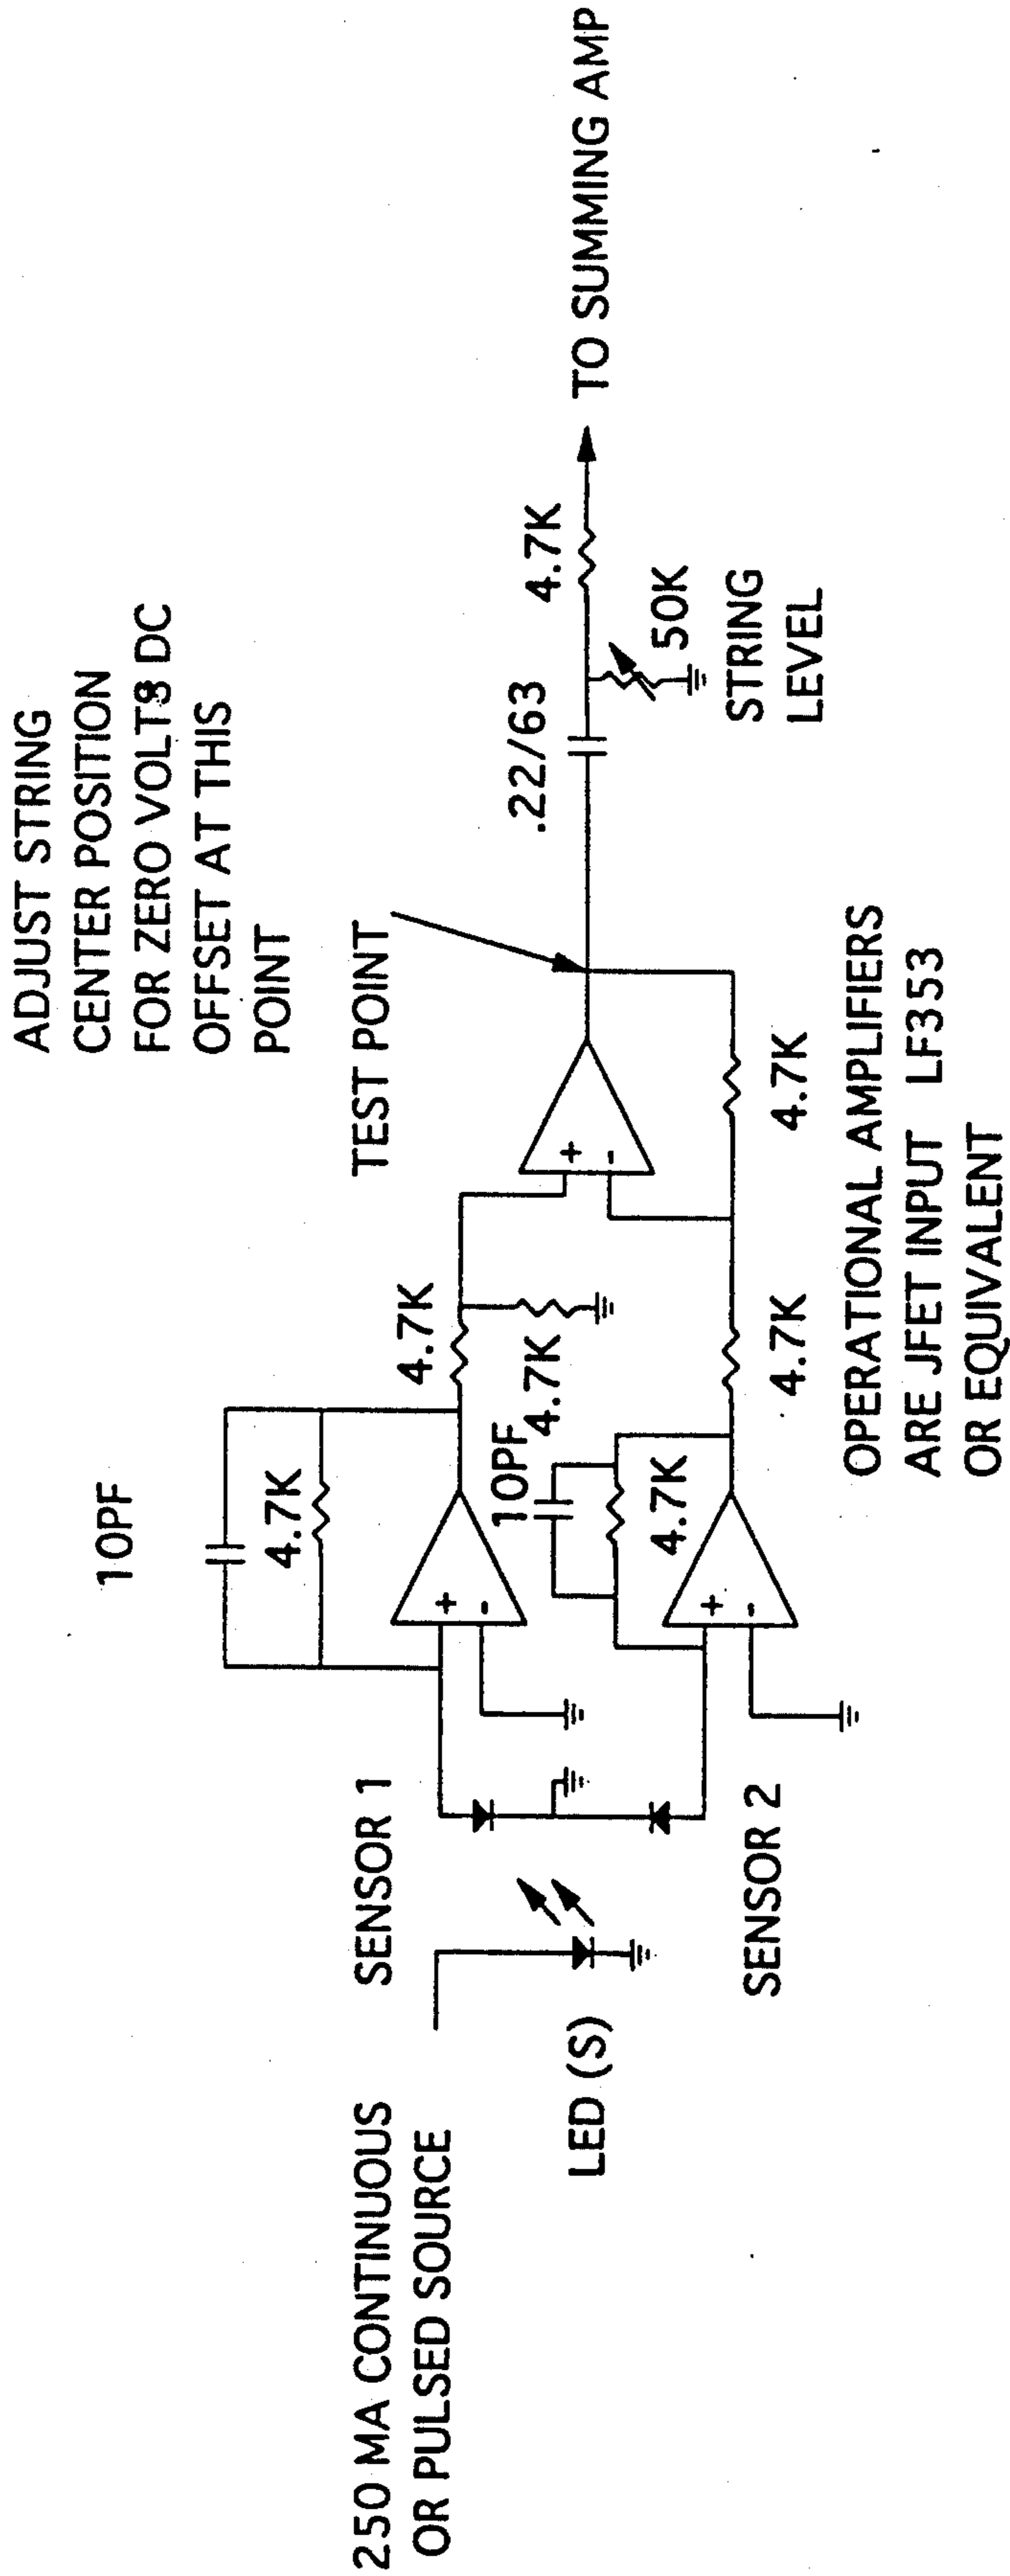 ADJUST STRING
CENTER POSITION
FOR ZERO VOLTS DC
OFFSET AT THIS
POINT
TEST POINT
10PF
4.7K
4.7K
4.7K
10PF
4.7K
+
-
+
-
+
-
4.7K
4.7K
.22/63
4.7K
50K
STRING
LEVEL
TO SUMMING AMP
SENSOR 1
SENSOR 2
250 MA CONTINUOUS
OR PULSED SOURCE
LED (S)
OPERATIONAL AMPLIFIERS
ARE JFET INPUT LF353
OR EQUIVALENT